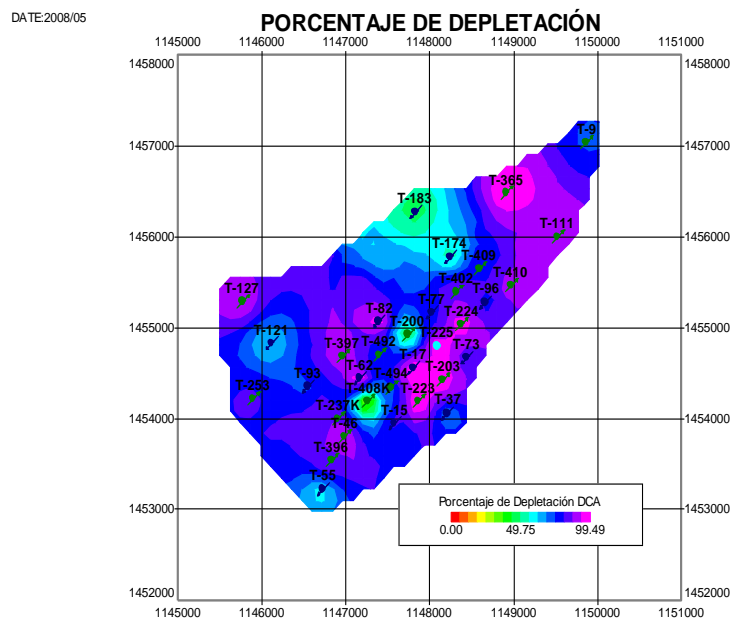 DATE:2008/05
PORCENTAJE DE DEPLETACIÓN
1145000 1146000 1147000 1148000 1149000 1150000 1151000
1458000 1458000
T-9
1457000 1457000
T-365
T-183
T-111
1456000 1456000
T-174
T-409
T-402 T-410
T-127
T-77 T-96
T-82 T-224
T-200
1455000 1455000
T-225
T-121
T-397 T-492 T-73
T-17
T-62 T-203
T-93 T-494
T-253 T-408K T-223
1454000 1454000
T-237K T-15 T-37
T-46
T-396
T-55
1453000 1453000
Porcentaje de Depletación DCA
0.00 49.75 99.49
1452000 1452000
1145000 1146000 1147000 1148000 1149000 1150000 1151000